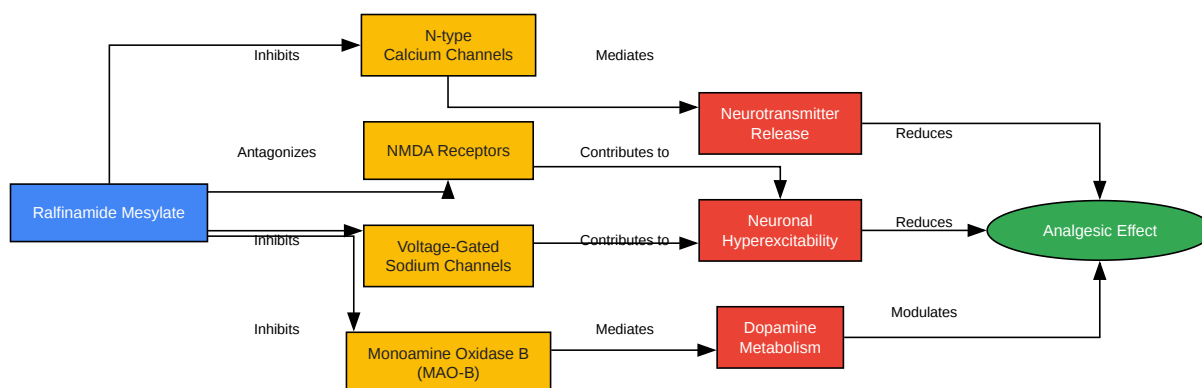 N-type
Calcium Channels
Inhibits
Mediates
Neurotransmitter
Release
Reduces
Antagonizes
NMDA Receptors
Contributes to
Ralfinamide Mesylate
Inhibits
Voltage-Gated
Sodium Channels
Contributes to
Neuronal
Hyperexcitability
Reduces
Analgesic Effect
Inhibits
Monoamine Oxidase B
(MAO-B)
Mediates
Dopamine
Metabolism
Modulates